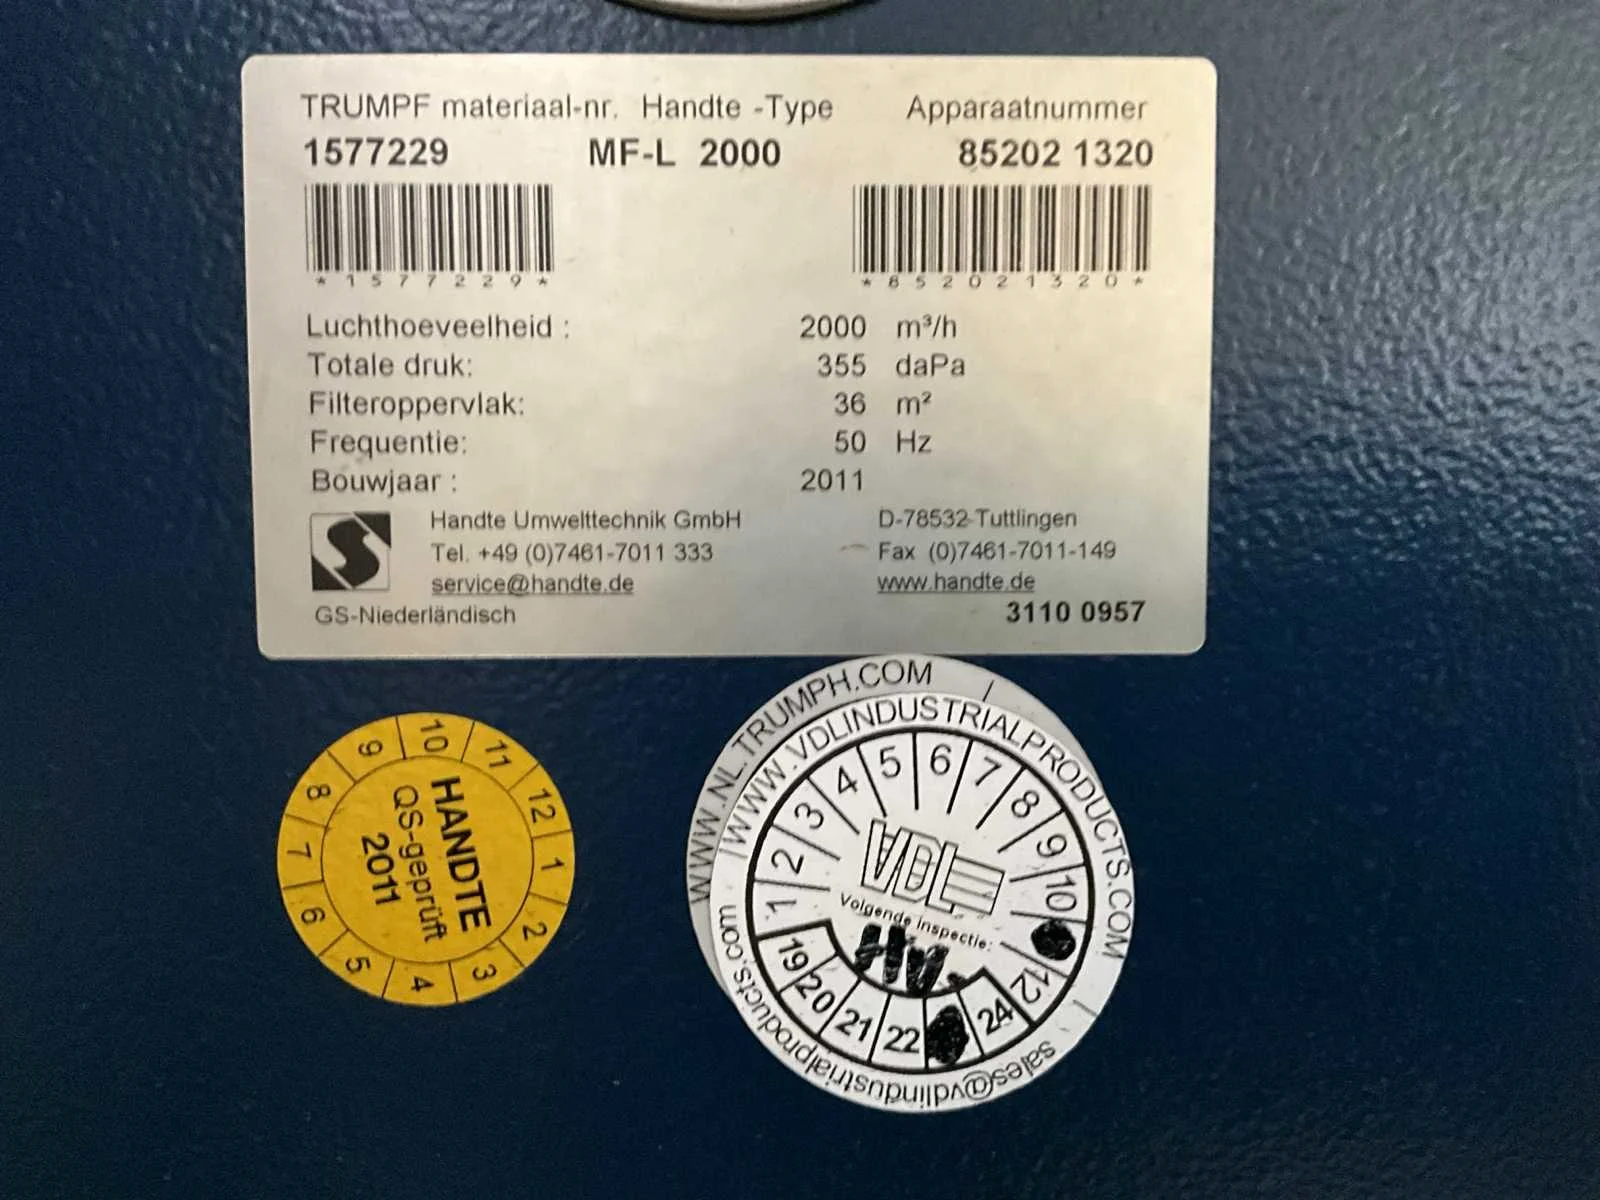 TRUMPF materiaal-nr. Handte -Type Apparaatnummer
1577229 MF-L 2000 85202 1320
*1577229* *852021320*
Luchthoeveelheid : 2000 m³/h
Totale druk: 355 daPa
Filteroppervlak: 36 m²
Frequentie: 50 Hz
Bouwjaar : 2011
Handte Umwelttechnik GmbH D-78532 Tuttlingen
Tel. +49 (0)7461-7011 333 Fax (0)7461-7011-149
service@handte.de www.handte.de
GS-Niederländisch 3110 0957
10 11 12 1 2 3 4 5 6 7 8 9
HANDTE
QS-geprüft
2011
WWW.NL.TRUMPH.COM /
/WWW.VDLINDUSTRIALPRODUCTS.COM / sales@vdlindustrialproducts.com
1 2 3 4 5 6 7 8 9 10 12
VDL
Volgende inspectie:
HV.
19 20 21 22 24